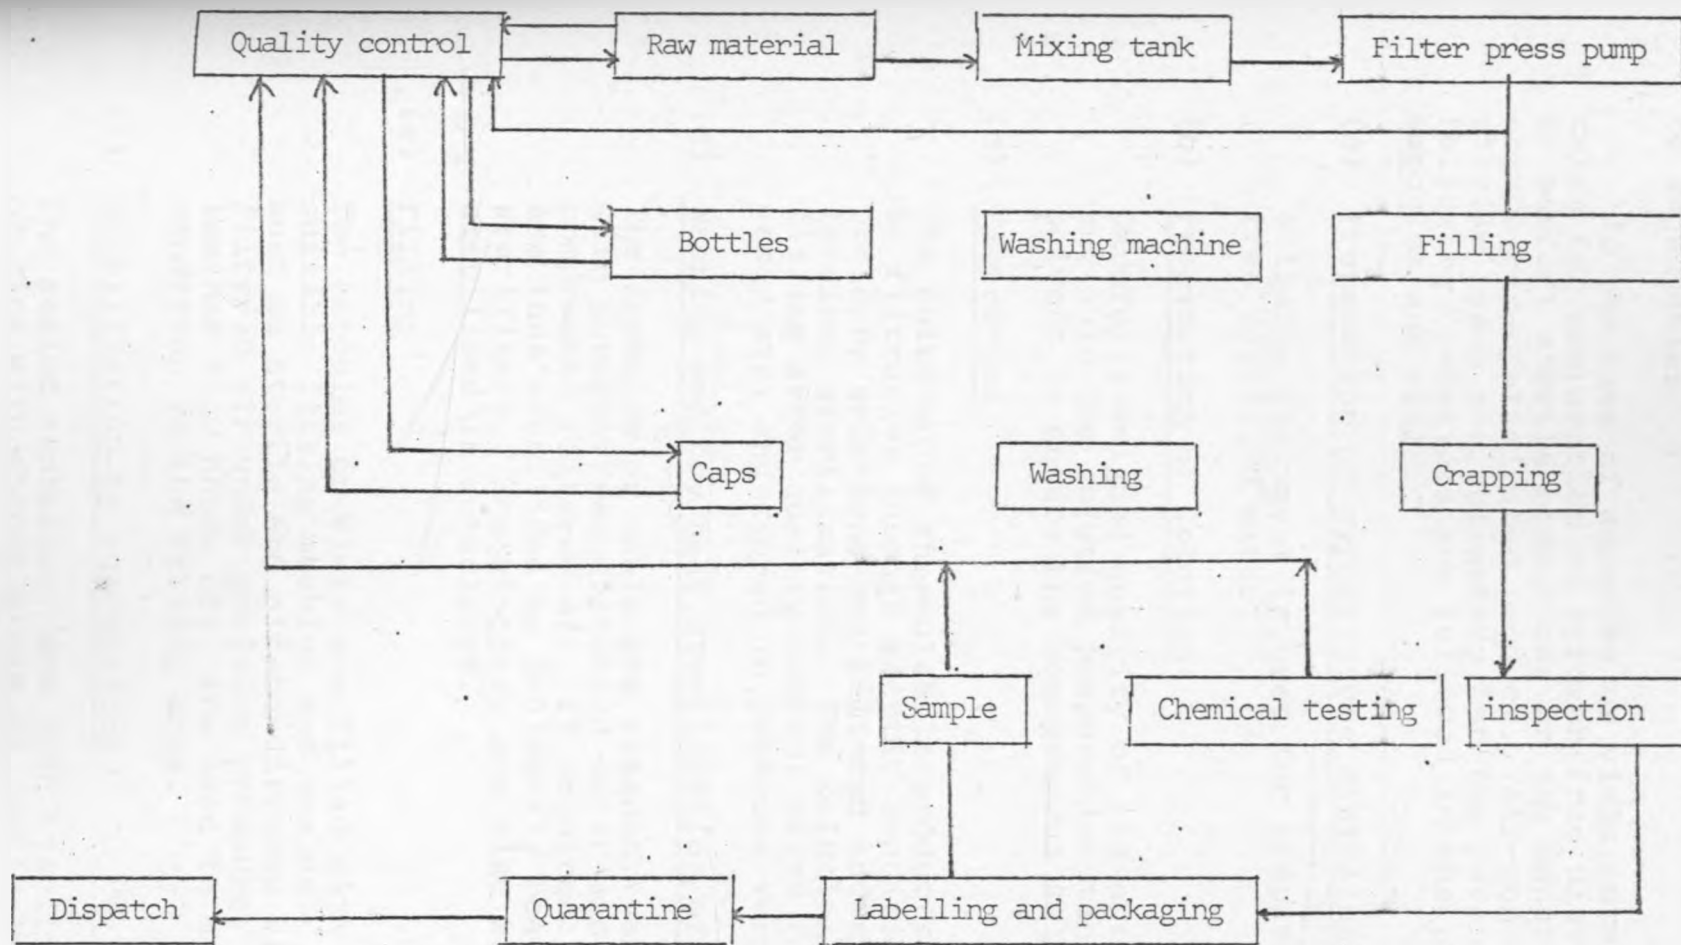 Quality control
Raw material
Mixing tank
Filter press pump
Bottles
Washing machine
Filling
Caps
Washing
Crapping
Sample
Chemical testing
inspection
Dispatch
Quarantine
Labelling and packaging